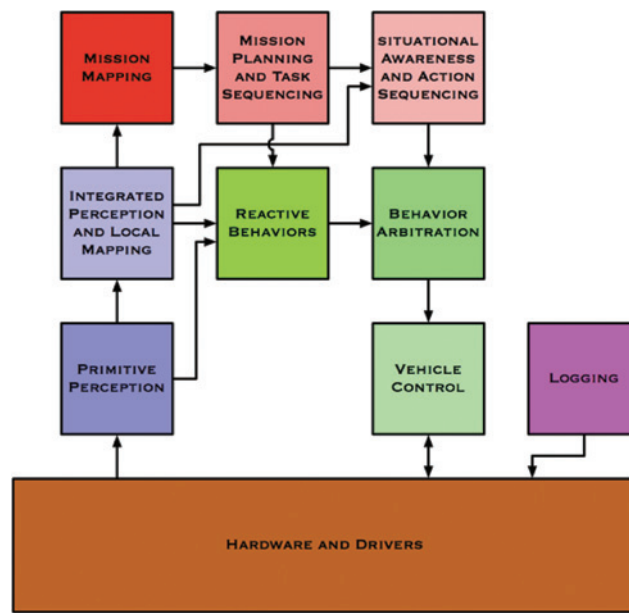 MISSION
MAPPING
MISSION
PLANNING
AND TASK
SEQUENCING
SITUATIONAL
AWARENESS
AND ACTION
SEQUENCING
INTEGRATED
PERCEPTION
AND LOCAL
MAPPING
REACTIVE
BEHAVIORS
BEHAVIOR
ARBITRATION
PRIMITIVE
PERCEPTION
VEHICLE
CONTROL
LOGGING
HARDWARE AND DRIVERS